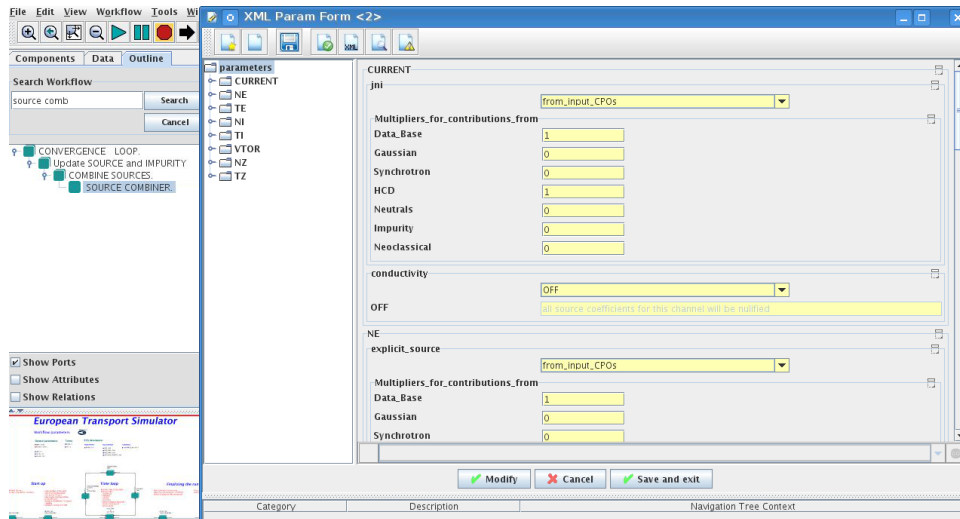 File Edit View Workflow Tools Wi
Components Data Outline
Search Workflow
source comb Search
Cancel
CONVERGENCE LOOP.
Update SOURCE and IMPURITY
COMBINE SOURCES.
SOURCE COMBINER.
Show Ports
Show Attributes
Show Relations
European Transport Simulator
XML Param Form <2>
XML
parameters
CURRENT
NE
TE
NI
TI
VTOR
NZ
TZ
CURRENT
jni
from_input_CPOs
Multipliers_for_contributions_from
Data_Base 1
Gaussian 0
Synchrotron 0
HCD 1
Neutrals 0
Impurity 0
Neoclassical 0
conductivity
OFF
OFF all source coefficients for this channel will be nullified
NE
explicit_source
from_input_CPOs
Multipliers_for_contributions_from
Data_Base 1
Gaussian 0
Synchrotron 0
Modify Cancel Save and exit
Category Description Navigation Tree Context